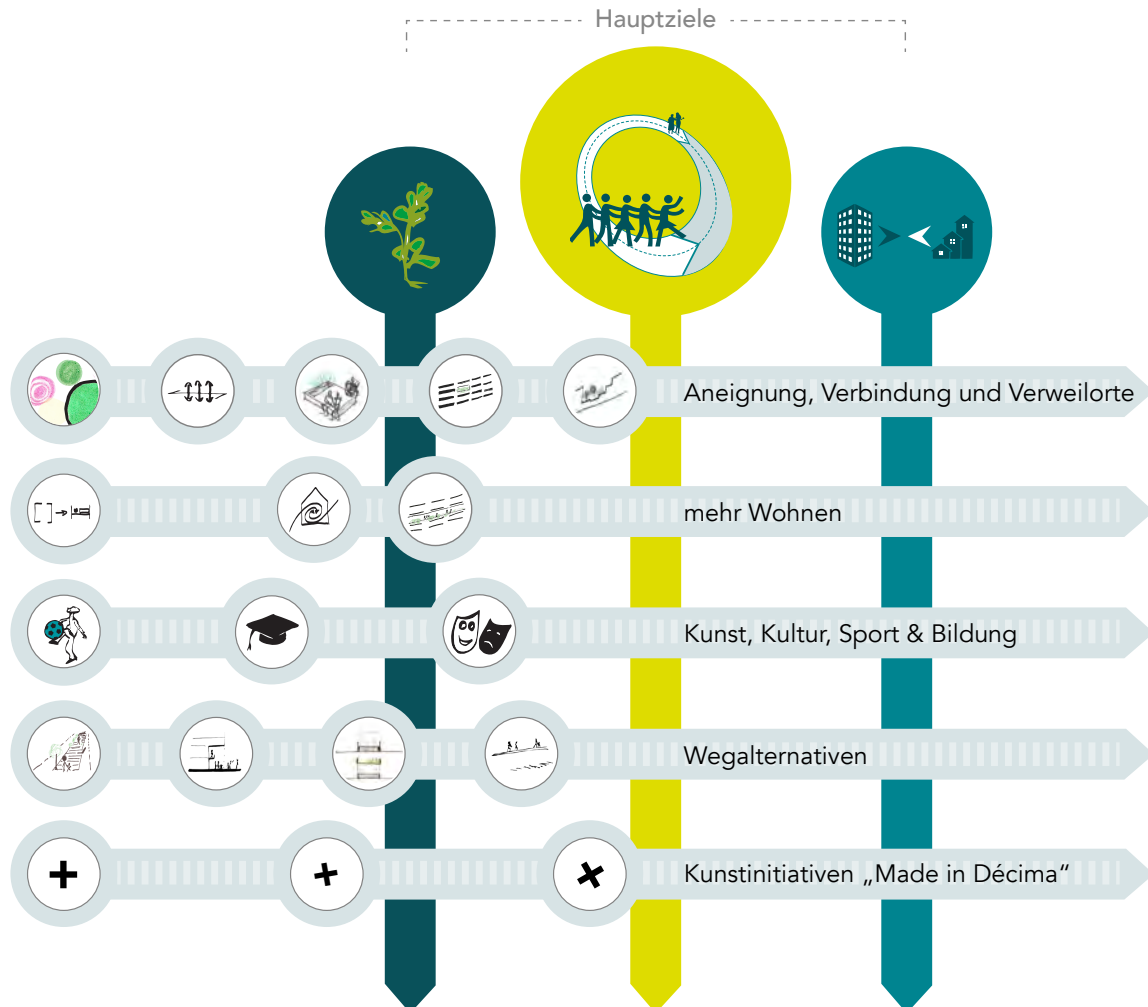 Hauptziele
Aneignung, Verbindung und Verweilorte
mehr Wohnen
Kunst, Kultur, Sport & Bildung
Wegalternativen
Kunstinitiativen „Made in Décima“